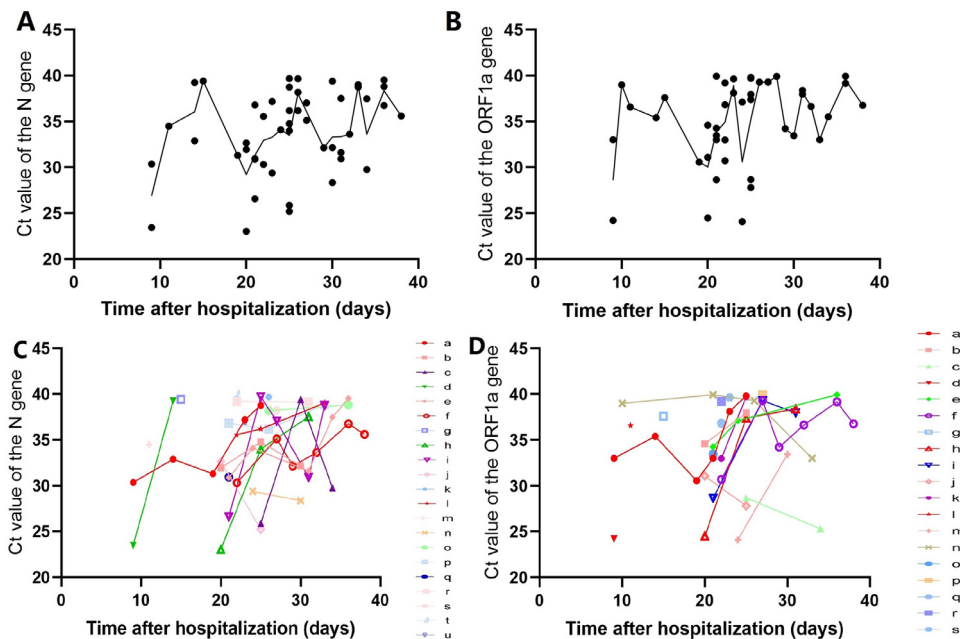 A
45
40
35
30
25
20
Ct value of the N gene
0
10
20
30
40
Time after hospitalization (days)
B
45
40
35
30
25
20
Ct value of the ORF1a gene
0
10
20
30
40
Time after hospitalization (days)
C
45
40
35
30
25
20
Ct value of the N gene
0
20
40
Time after hospitalization (days)
a
b
c
d
e
f
g
h
i
j
k
l
m
n
o
p
q
r
s
t
u
D
45
40
35
30
25
20
Ct value of the ORF1a gene
0
10
20
30
40
Time after hospitalization (days)
a
b
c
d
e
f
g
h
i
j
k
l
m
n
o
p
q
r
s